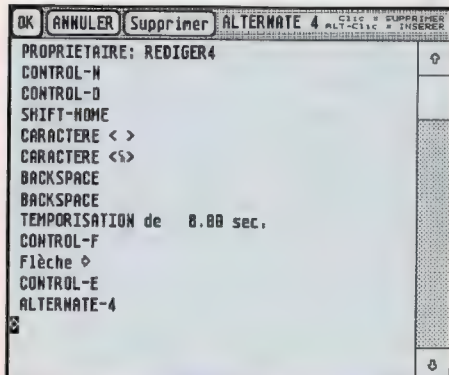 OK ANNULER Supprimer ALTERNATE 4 Clic = SUPPRIMER
ALT-Clic = INSERER
PROPRIETAIRE: REDIGER4
CONTROL-N
CONTROL-O
SHIFT-HOME
CARACTERE < >
CARACTERE <§>
BACKSPACE
BACKSPACE
TEMPORISATION de 0.00 sec.
CONTROL-F
Flèche ⇩
CONTROL-E
ALTERNATE-4